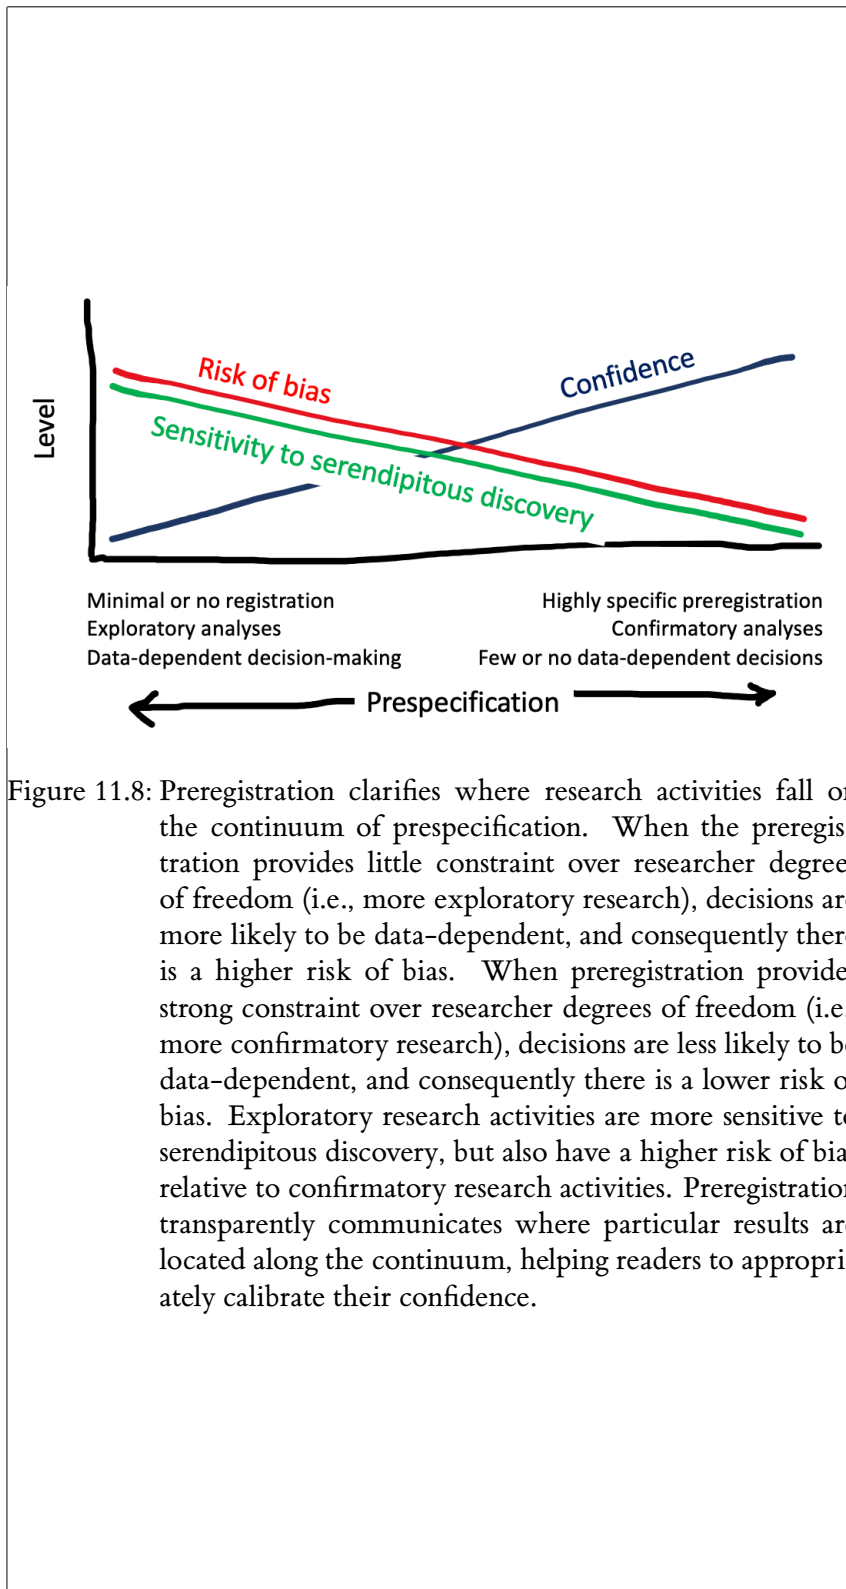 Risk of bias
Confidence
Sensitivity to serendipitous discovery
Level
Minimal or no registration
Exploratory analyses
Data-dependent decision-making
Highly specific preregistration
Confirmatory analyses
Few or no data-dependent decisions
Prespecification
Figure 11.8: Preregistration clarifies where research activities fall
the continuum of prespecification. When the preregis
tration provides little constraint over researcher degree
of freedom (i.e., more exploratory research), decisions ar
more likely to be data-dependent, and consequently ther
is a higher risk of bias. When preregistration provide
strong constraint over researcher degrees of freedom (i.e.
more confirmatory research), decisions are less likely to b
data-dependent, and consequently there is a lower risk o
bias. Exploratory research activities are more sensitive t
serendipitous discovery, but also have a higher risk of bia
relative to confirmatory research activities. Preregistration
transparently communicates where particular results ar
located along the continuum, helping readers to appropri
ately calibrate their confidence.